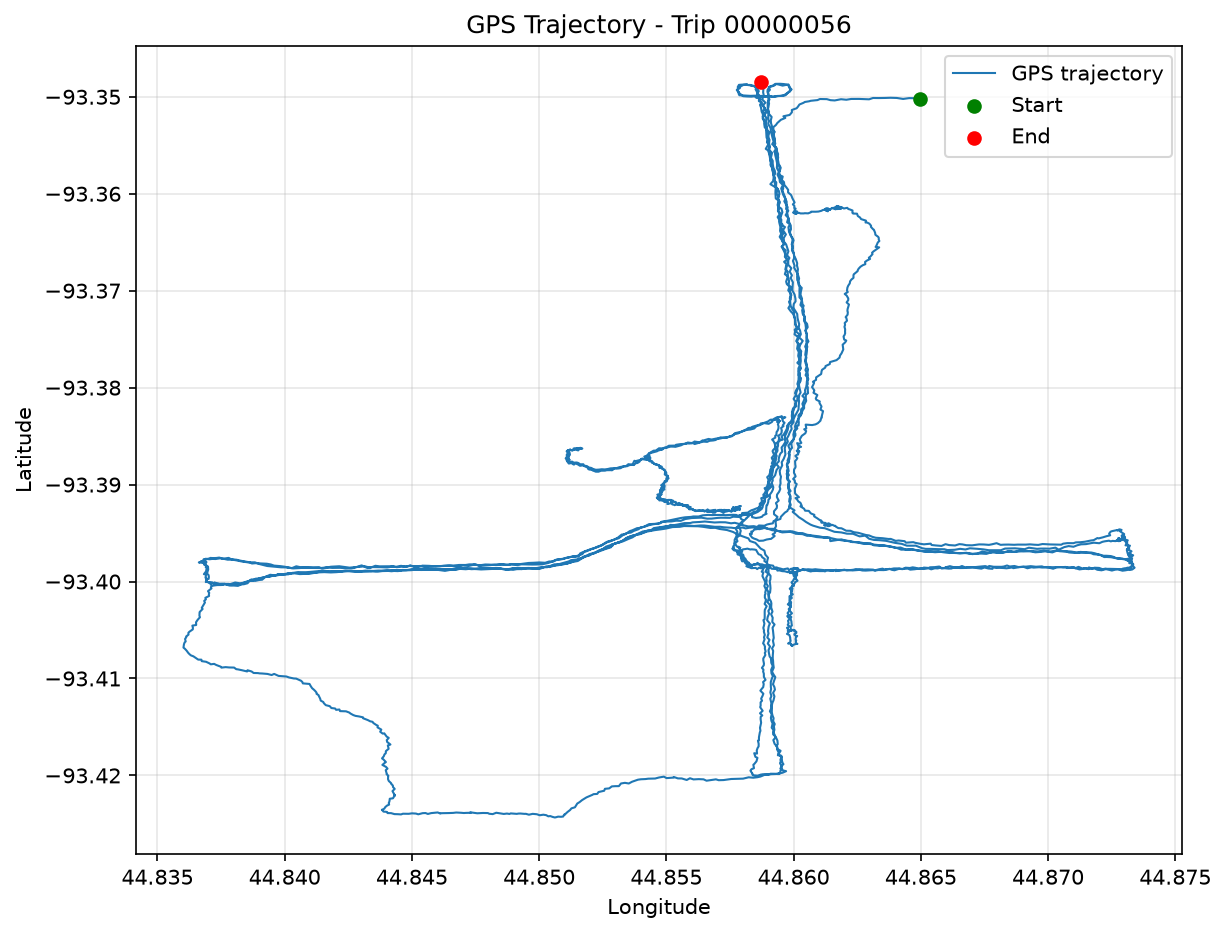 GPS Trajectory - Trip 00000056
GPS trajectory
Start
End
−93.35
−93.36
−93.37
−93.38
−93.39
−93.40
−93.41
−93.42
Latitude
44.835 44.840 44.845 44.850 44.855 44.860 44.865 44.870 44.875
Longitude